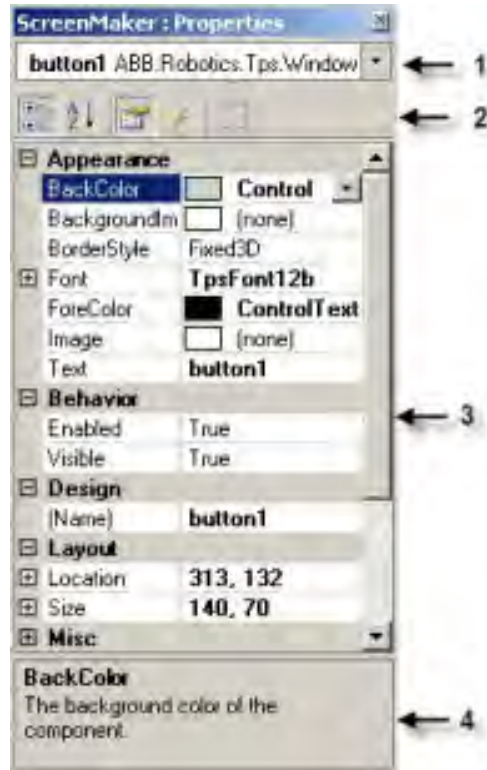 ScreenMaker : Properties
button1 ABB.Robotics.Tps.Window
1
2
Appearance
BackColor Control
BackgroundIm (none)
BorderStyle Fixed3D
Font TpsFont12b
ForeColor ControlText
Image (none)
Text button1
Behavior
3
Enabled True
Visible True
Design
(Name) button1
Layout
Location 313, 132
Size 140, 70
Misc
BackColor
The background color of the
component.
4